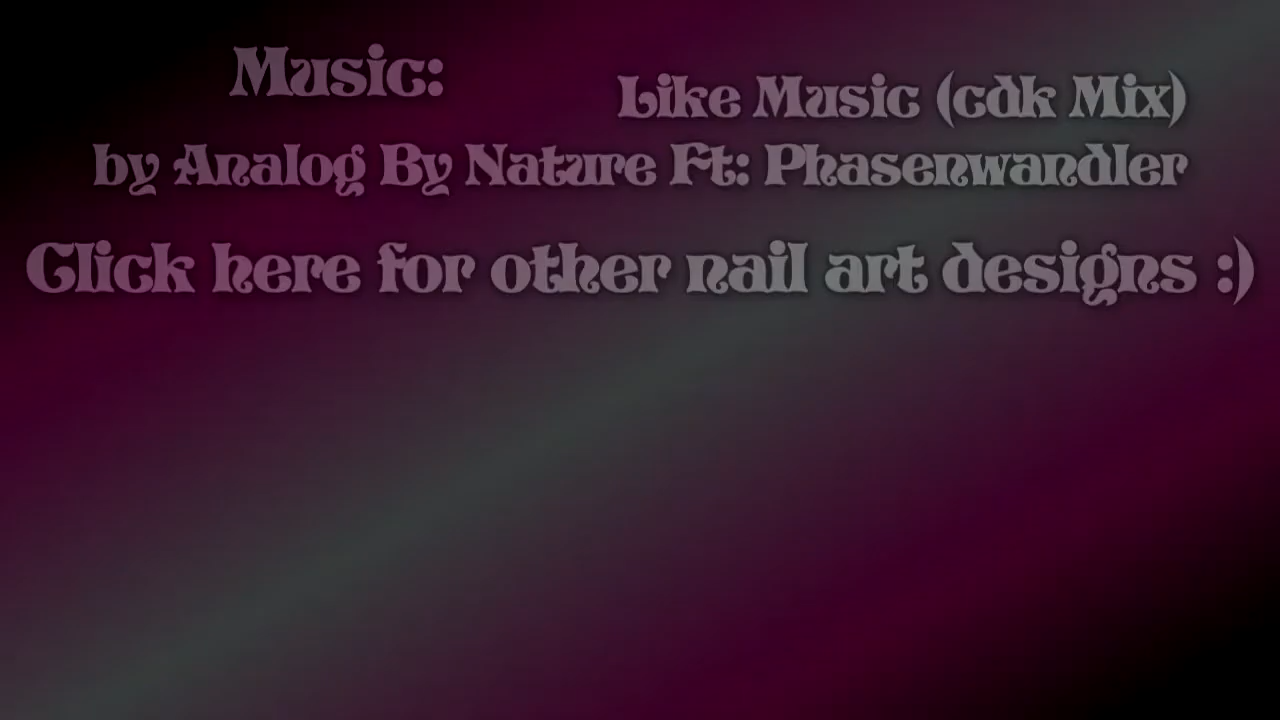 Music:
Like Music (cdk Mix)
by Analog By Nature Ft: Phasenwandler
Click here for other nail art designs :)